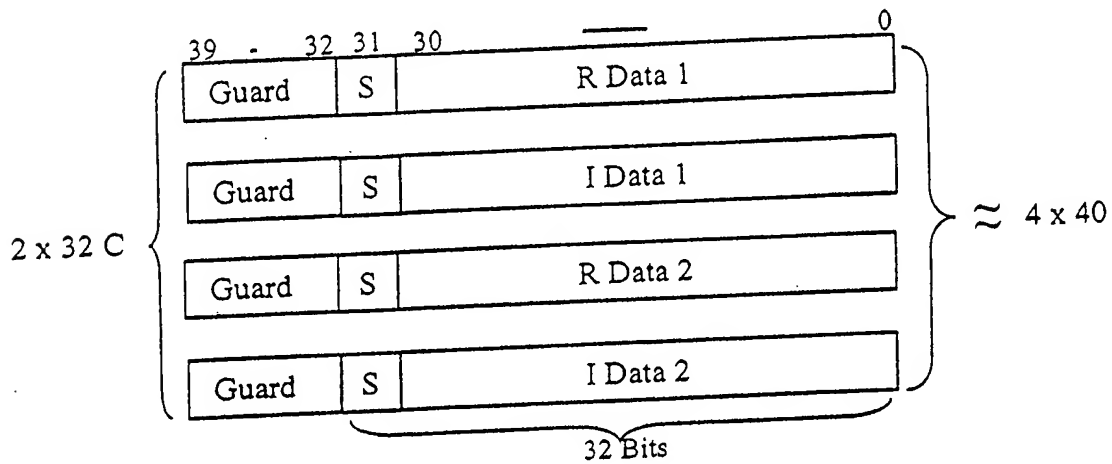 39 - 32 31 30 0
Guard S R Data 1
Guard S I Data 1
2 x 32 C ≈ 4 x 40
Guard S R Data 2
Guard S I Data 2
32 Bits